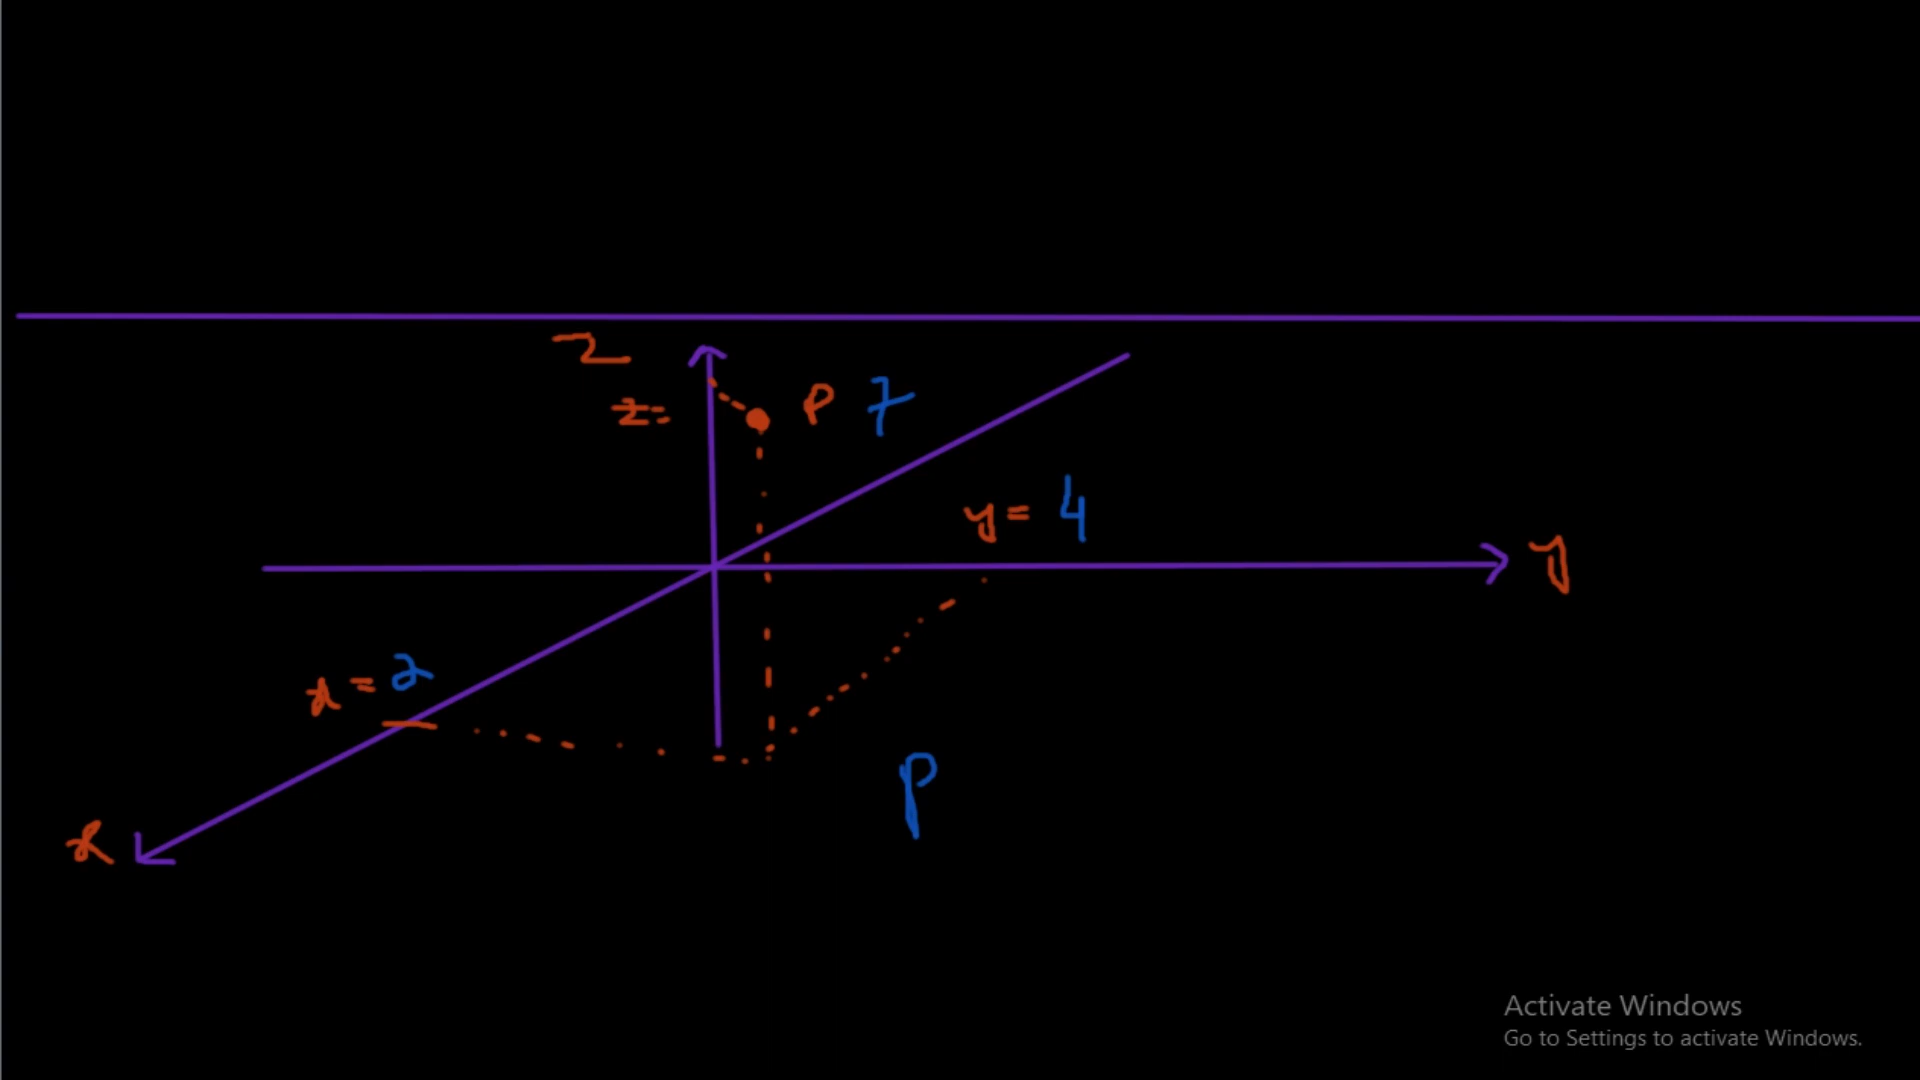 z
z=
P 7
y= 4
y
x = 2
P
x
Activate Windows
Go to Settings to activate Windows.